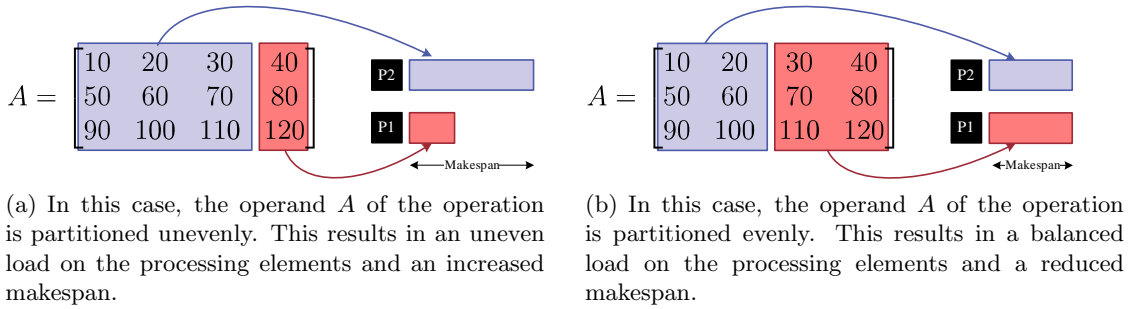 A =
10 20 30 40
50 60 70 80
90 100 110 120
P2
P1
Makespan
(a) In this case, the operand A of the operation
is partitioned unevenly. This results in an uneven
load on the processing elements and an increased
makespan.
A =
10 20 30 40
50 60 70 80
90 100 110 120
P2
P1
Makespan
(b) In this case, the operand A of the operation
is partitioned evenly. This results in a balanced
load on the processing elements and a reduced
makespan.